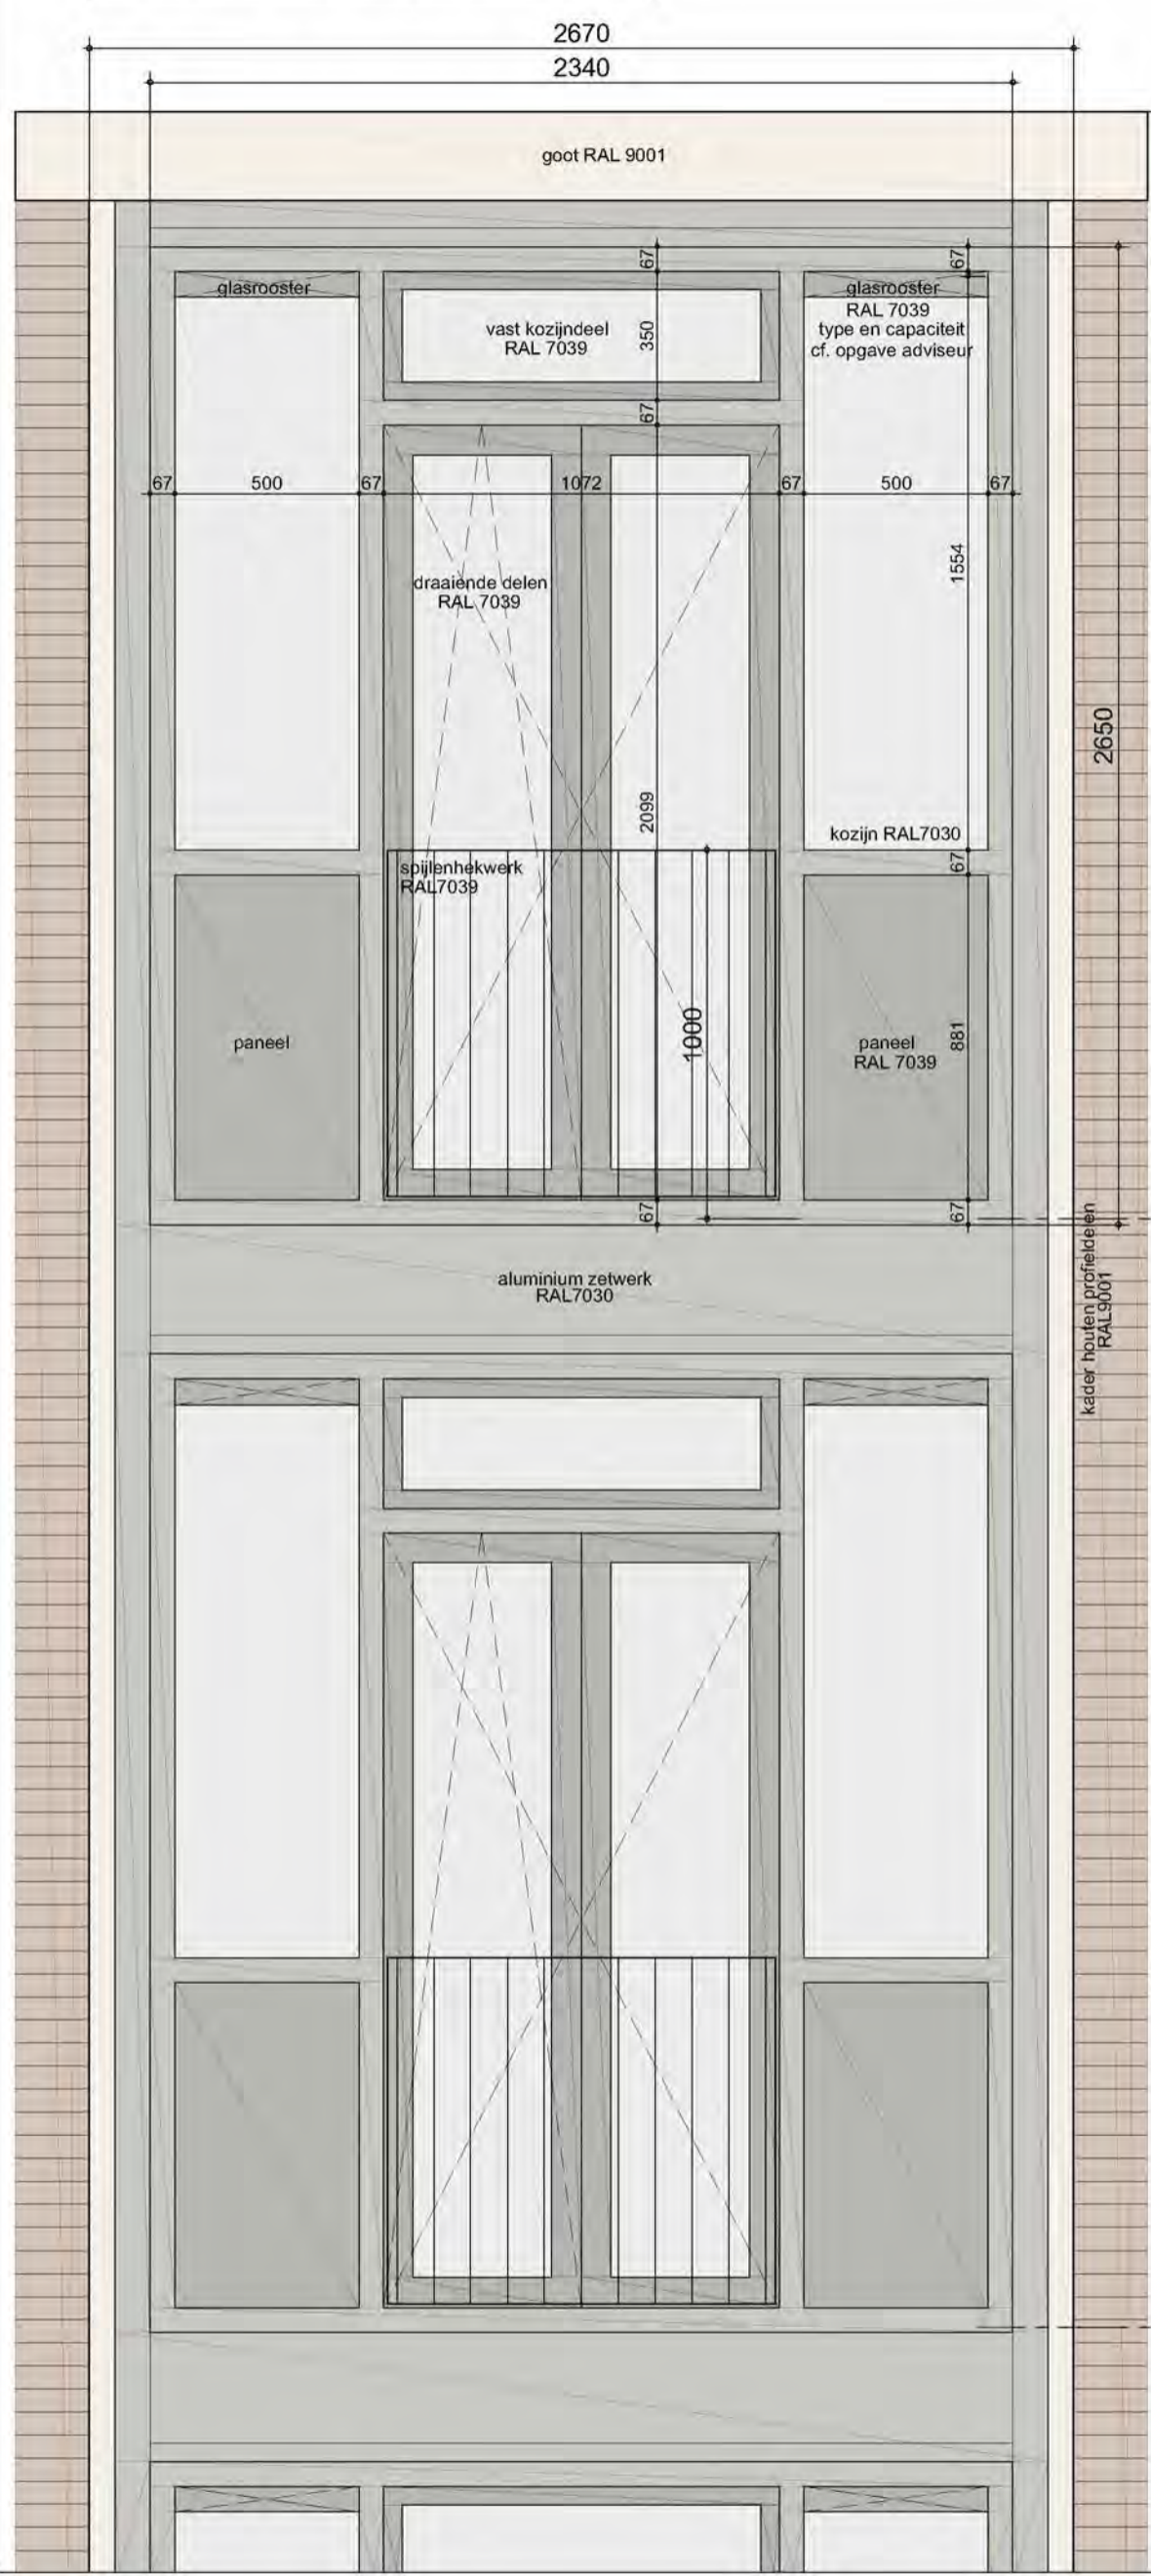 2670
2340
goot RAL 9001
67
67
glasrooster
glasrooster
RAL 7039
type en capaciteit
cf. opgave adviseur
vast kozijndeel
RAL 7039
350
67
67
500
67
1072
67
500
67
1554
draaiende delen
RAL 7039
2650
2099
kozijn RAL7030
67
spijlenhekwerk
RAL7039
1000
paneel
paneel
RAL 7039
881
67
67
kader houten profieldelen
RAL9001
aluminium zetwerk
RAL7030